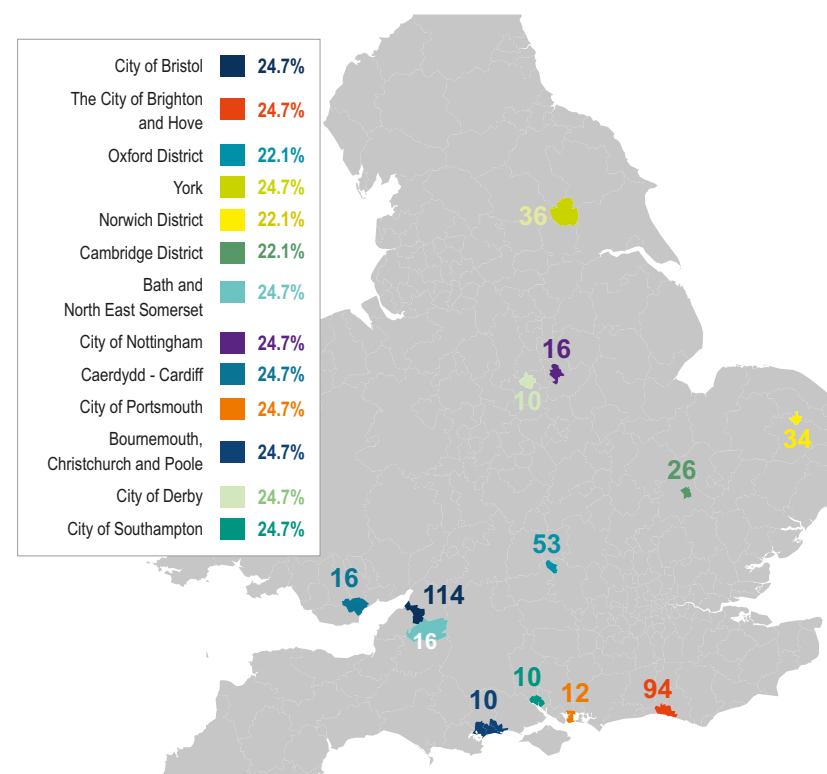 City of Bristol 24.7%
The City of Brighton
and Hove 24.7%
Oxford District 22.1%
York 24.7%
Norwich District 22.1%
Cambridge District 22.1%
Bath and
North East Somerset 24.7%
City of Nottingham 24.7%
Caerdydd - Cardiff 24.7%
City of Portsmouth 24.7%
Bournemouth,
Christchurch and Poole 24.7%
City of Derby 24.7%
City of Southampton 24.7%
36
16
10
34
26
53
16
114
16
10
10
12
94